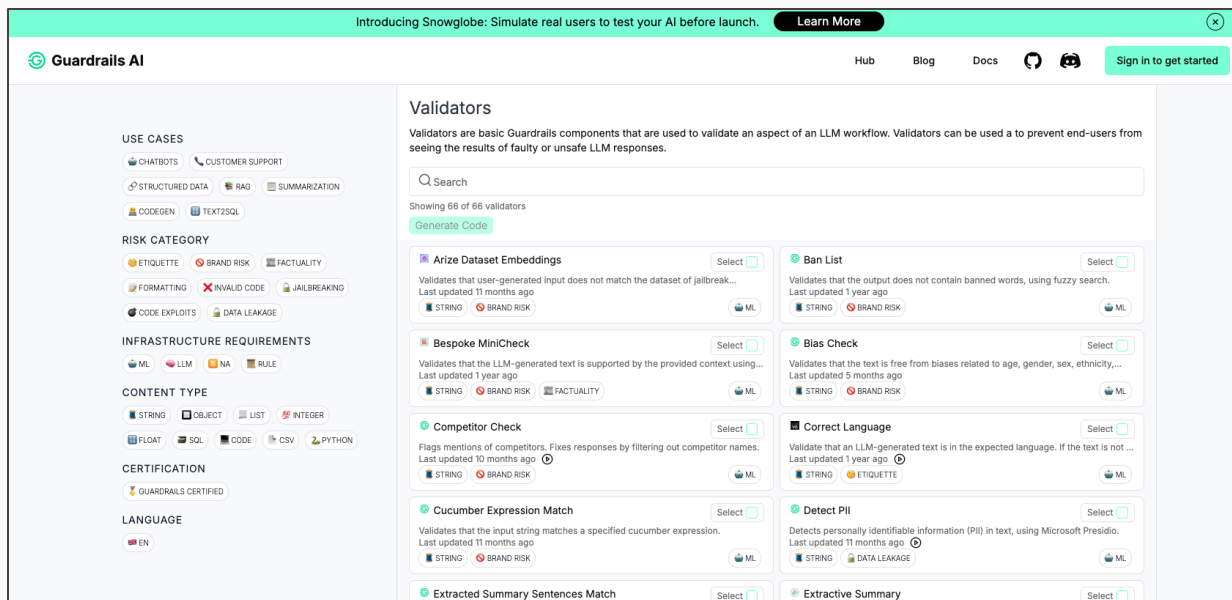 Introducing Snowglobe: Simulate real users to test your AI before launch. Learn More
Guardrails AI
Hub Blog Docs Sign in to get started
USE CASES
CHATBOTS CUSTOMER SUPPORT
STRUCTURED DATA RAG SUMMARIZATION
CODEGEN TEXT2SQL
RISK CATEGORY
ETIQUETTE BRAND RISK FACTUALITY
FORMATTING INVALID CODE JAILBREAKING
CODE EXPLOITS DATA LEAKAGE
INFRASTRUCTURE REQUIREMENTS
ML LLM NA RULE
CONTENT TYPE
STRING OBJECT LIST INTEGER
FLOAT SQL CODE CSV PYTHON
CERTIFICATION
GUARDRAILS CERTIFIED
LANGUAGE
EN
Validators
Validators are basic Guardrails components that are used to validate an aspect of an LLM workflow. Validators can be used a to prevent end-users from
seeing the results of faulty or unsafe LLM responses.
Search
Showing 66 of 66 validators
Generate Code
Arize Dataset Embeddings Select
Validates that user-generated input does not match the dataset of jailbreak...
Last updated 11 months ago
STRING BRAND RISK ML
Ban List Select
Validates that the output does not contain banned words, using fuzzy search.
Last updated 1 year ago
STRING BRAND RISK ML
Bespoke MiniCheck Select
Validates that the LLM-generated text is supported by the provided context using...
Last updated 1 year ago
STRING BRAND RISK FACTUALITY ML
Bias Check Select
Validates that the text is free from biases related to age, gender, sex, ethnicity,...
Last updated 5 months ago
STRING BRAND RISK ML
Competitor Check Select
Flags mentions of competitors. Fixes responses by filtering out competitor names.
Last updated 10 months ago
STRING BRAND RISK ML
Correct Language Select
Validate that an LLM-generated text is in the expected language. If the text is not ...
Last updated 1 year ago
STRING ETIQUETTE ML
Cucumber Expression Match Select
Validates that the input string matches a specified cucumber expression.
Last updated 11 months ago
STRING BRAND RISK ML
Detect PII Select
Detects personally identifiable information (PII) in text, using Microsoft Presidio.
Last updated 11 months ago
STRING DATA LEAKAGE ML
Extracted Summary Sentences Match Select
Extractive Summary Select